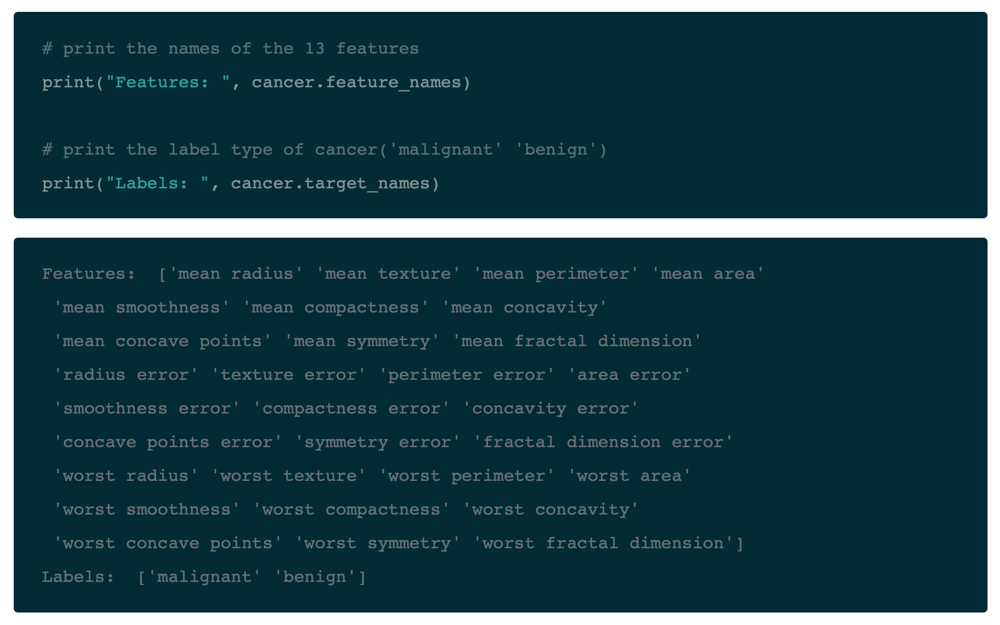 # print the names of the 13 features
print("Features: ", cancer.feature_names)
# print the label type of cancer('malignant' 'benign')
print("Labels: ", cancer.target_names)
Features:  ['mean radius' 'mean texture' 'mean perimeter' 'mean area'
 'mean smoothness' 'mean compactness' 'mean concavity'
 'mean concave points' 'mean symmetry' 'mean fractal dimension'
 'radius error' 'texture error' 'perimeter error' 'area error'
 'smoothness error' 'compactness error' 'concavity error'
 'concave points error' 'symmetry error' 'fractal dimension error'
 'worst radius' 'worst texture' 'worst perimeter' 'worst area'
 'worst smoothness' 'worst compactness' 'worst concavity'
 'worst concave points' 'worst symmetry' 'worst fractal dimension']
Labels:  ['malignant' 'benign']